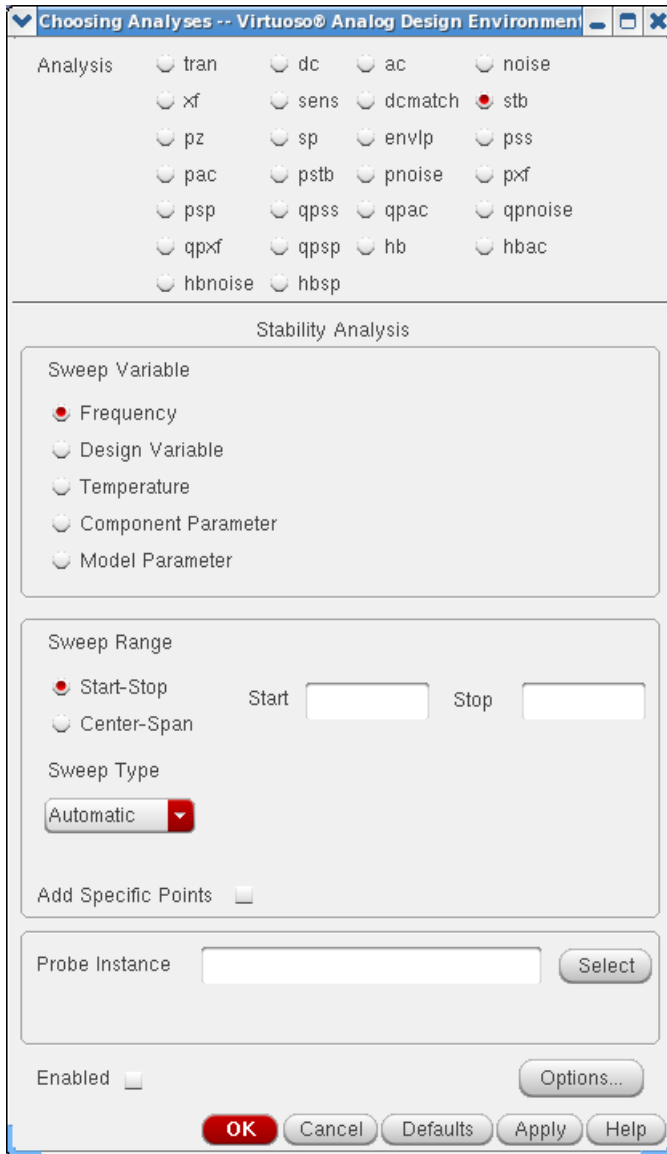 Choosing Analyses -- Virtuoso® Analog Design Environment
Analysis tran dc ac noise
xf sens dcmatch stb
pz sp envlp pss
pac pstb pnoise pxf
psp qpss qpac qpnoise
qpxf qpsp hb hbac
hbnoise hbsp
Stability Analysis
Sweep Variable
Frequency
Design Variable
Temperature
Component Parameter
Model Parameter
Sweep Range
Start-Stop Start Stop
Center-Span
Sweep Type
Automatic
Add Specific Points
Probe Instance Select
Enabled Options...
OK Cancel Defaults Apply Help